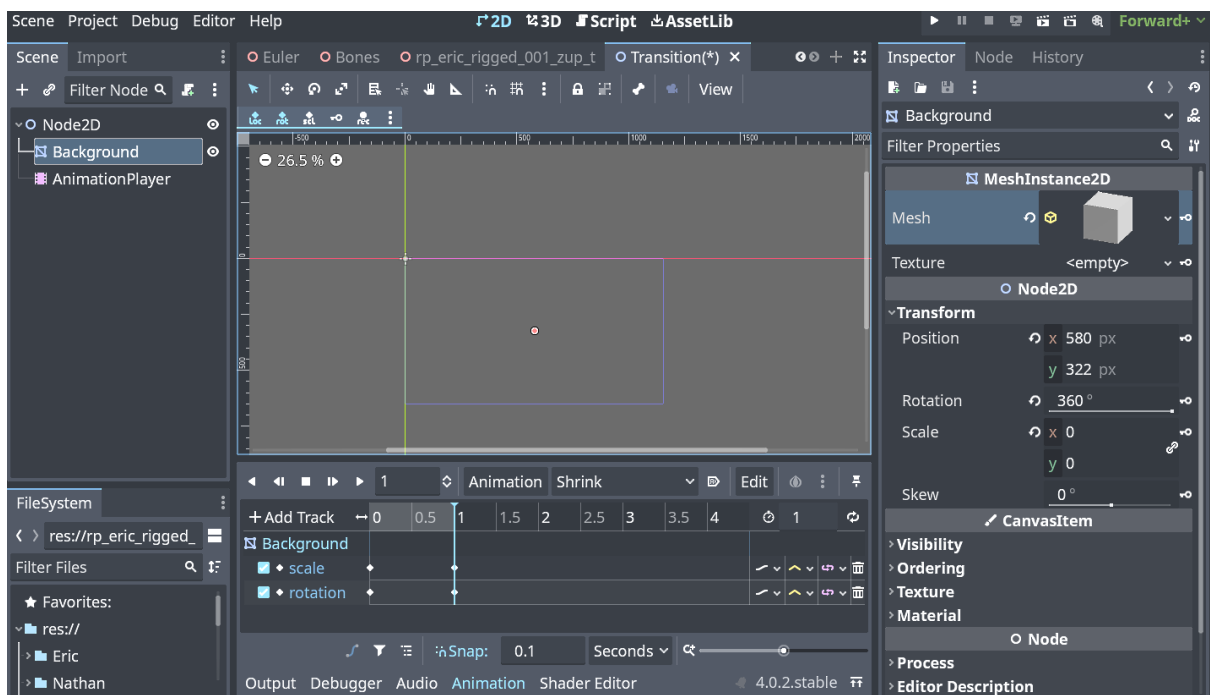 Scene Project Debug Editor Help 2D 3D Script AssetLib Forward+
Scene Import
Filter Node
Node2D
Background
AnimationPlayer
FileSystem
res://rp_eric_rigged_
Filter Files
Favorites:
res://
Eric
Nathan
Euler Bones rp_eric_rigged_001_zup_t Transition(*)
View
-500 0 500 1000 1500 2000
26.5 %
0
500
1 Animation Shrink Edit
Add Track 0 0.5 1 1.5 2 2.5 3 3.5 4 1
Background
scale
rotation
Snap: 0.1 Seconds
Output Debugger Audio Animation Shader Editor 4.0.2.stable
Inspector Node History
Background
Filter Properties
MeshInstance2D
Mesh
Texture <empty>
Node2D
Transform
Position x 580 px
y 322 px
Rotation 360 °
Scale x 0
y 0
Skew 0 °
CanvasItem
Visibility
Ordering
Texture
Material
Node
Process
Editor Description